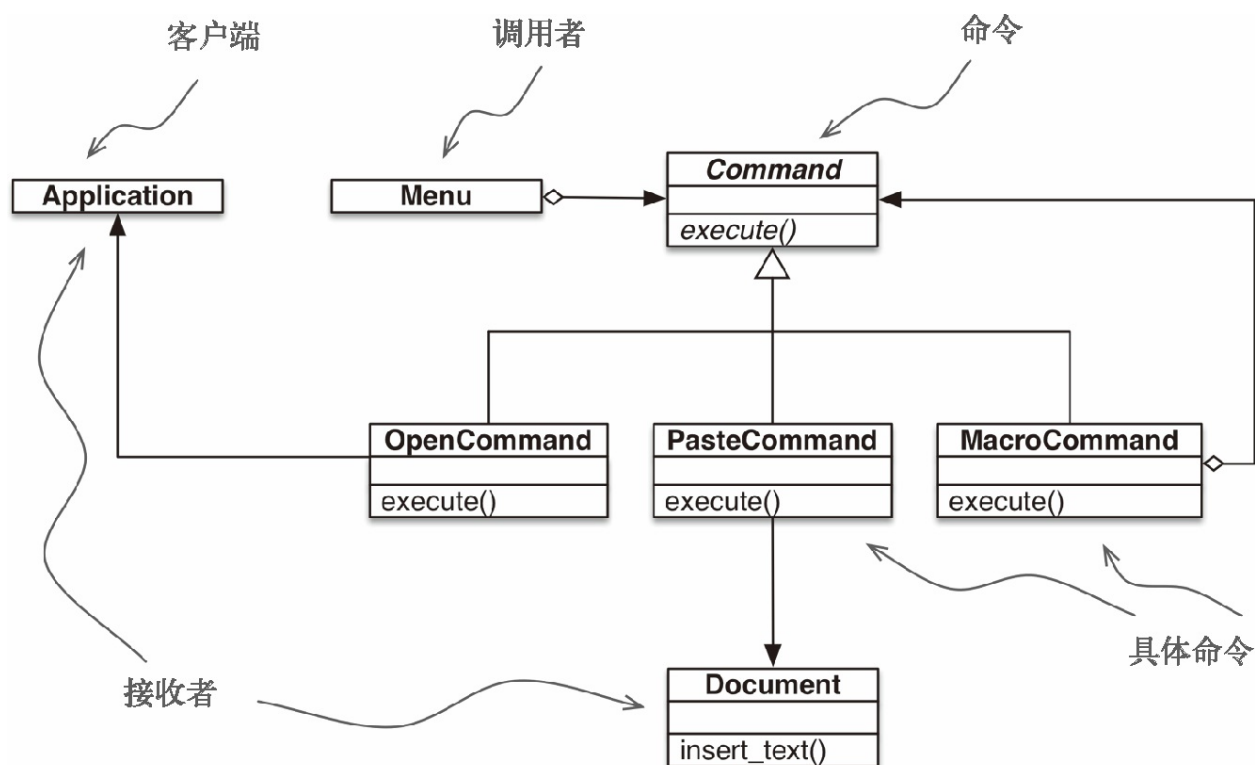 客户端
调用者
命令
Application
Menu
Command
execute()
OpenCommand
execute()
PasteCommand
execute()
MacroCommand
execute()
具体命令
接收者
Document
insert_text()